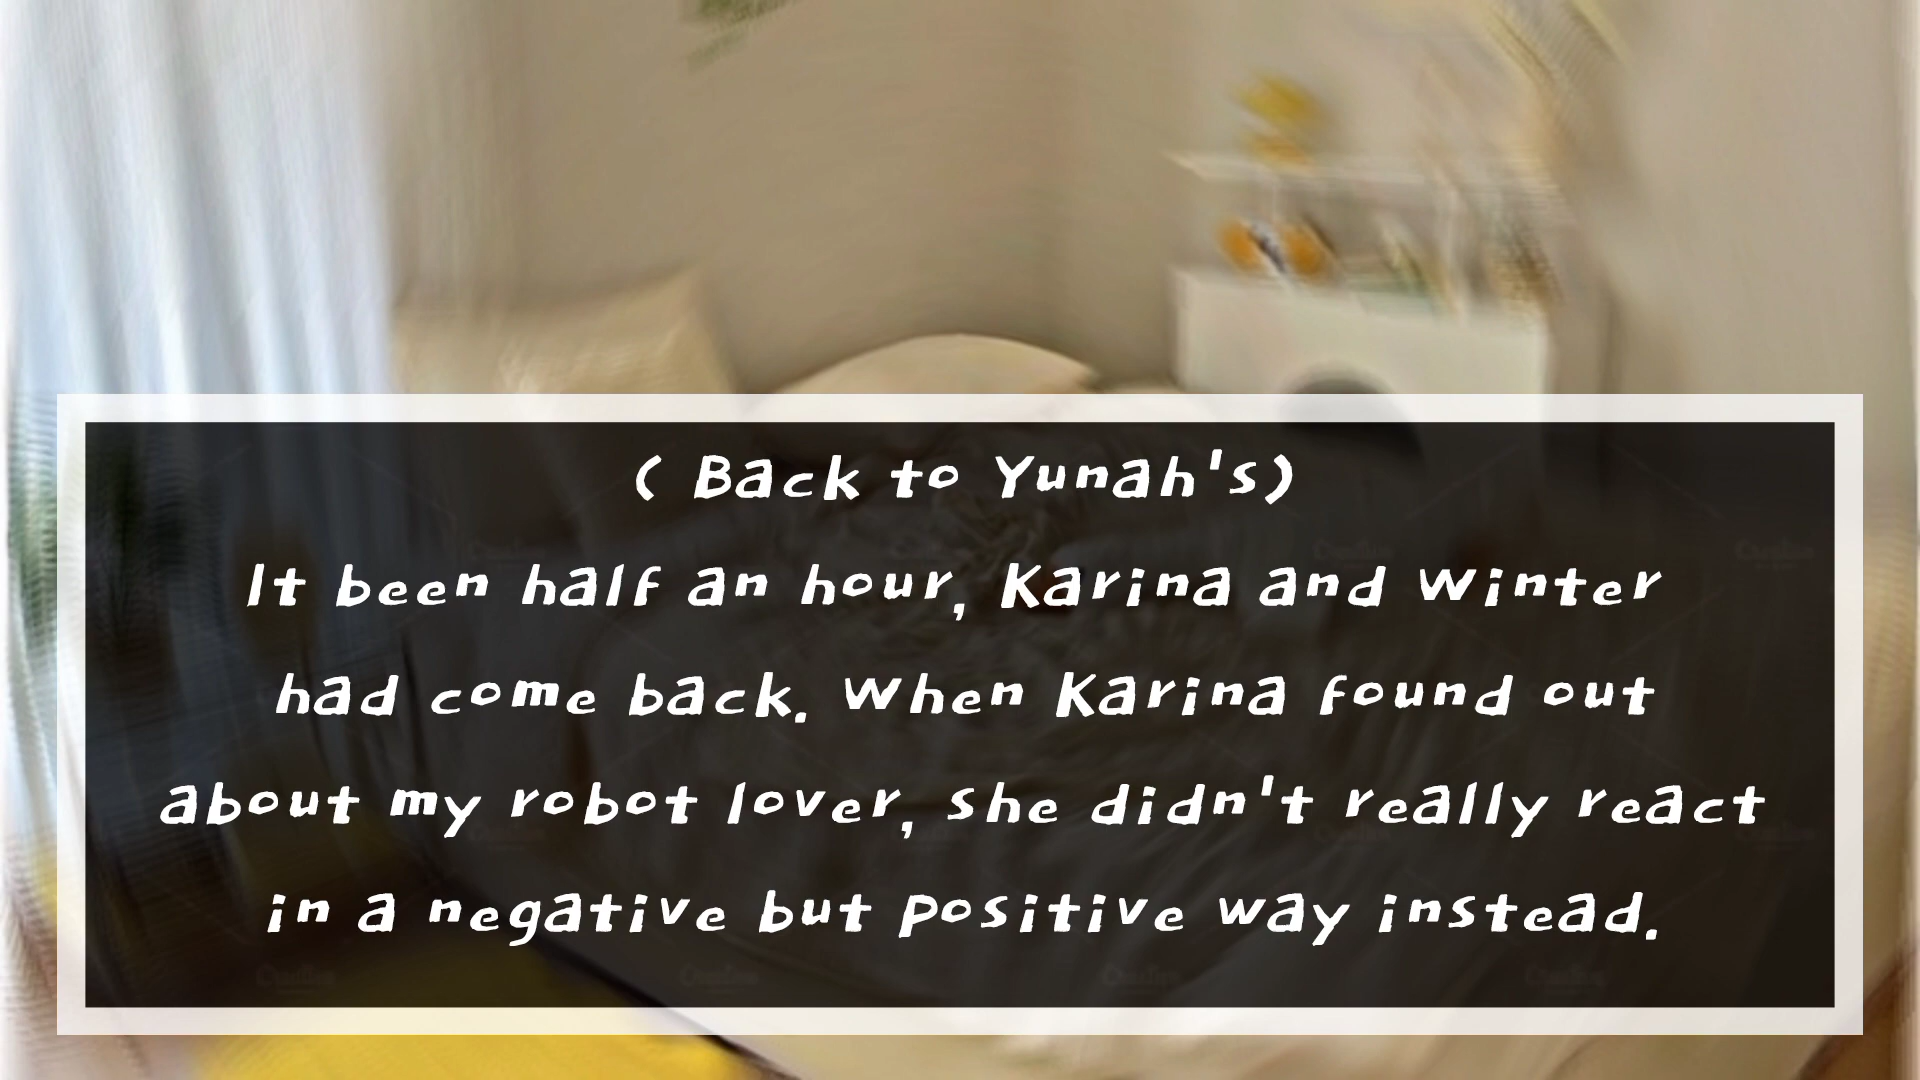 ( Back to Yunah's)
It been half an hour, Karina and Winter
had come back. When Karina found out
about my robot lover, she didn't really react
in a negative but positive way instead.